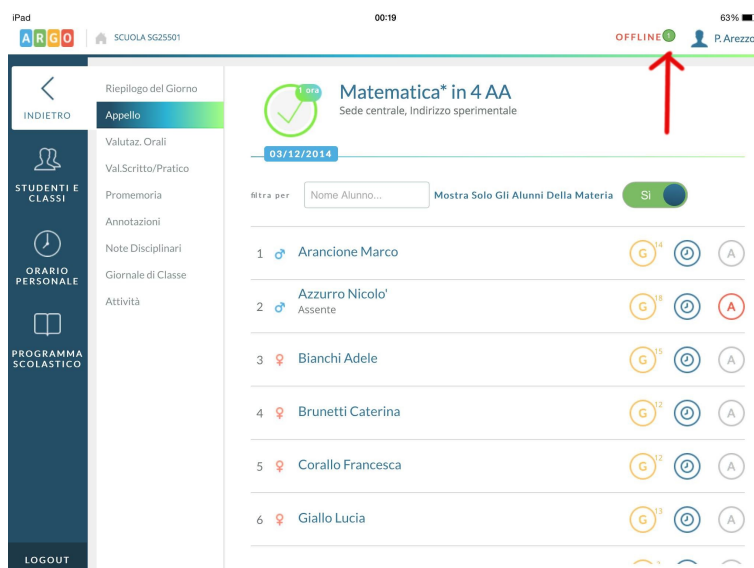 iPad 00:19 63%
ARGO SCUOLA SG25501 OFFLINE 1 P. Arezzo
INDIETRO
STUDENTI E
CLASSI
ORARIO
PERSONALE
PROGRAMMA
SCOLASTICO
LOGOUT
Riepilogo del Giorno
Appello
Valutaz. Orali
Val.Scritto/Pratico
Promemoria
Annotazioni
Note Disciplinari
Giornale di Classe
Attività
1 ora
Matematica* in 4 AA
Sede centrale, Indirizzo sperimentale
03/12/2014
filtra per Nome Alunno... Mostra Solo Gli Alunni Della Materia Sì
1 Arancione Marco G 14 A
2 Azzurro Nicolo' G 18 A
Assente
3 Bianchi Adele G 15 A
4 Brunetti Caterina G 12 A
5 Corallo Francesca G 12 A
6 Giallo Lucia G 13 A